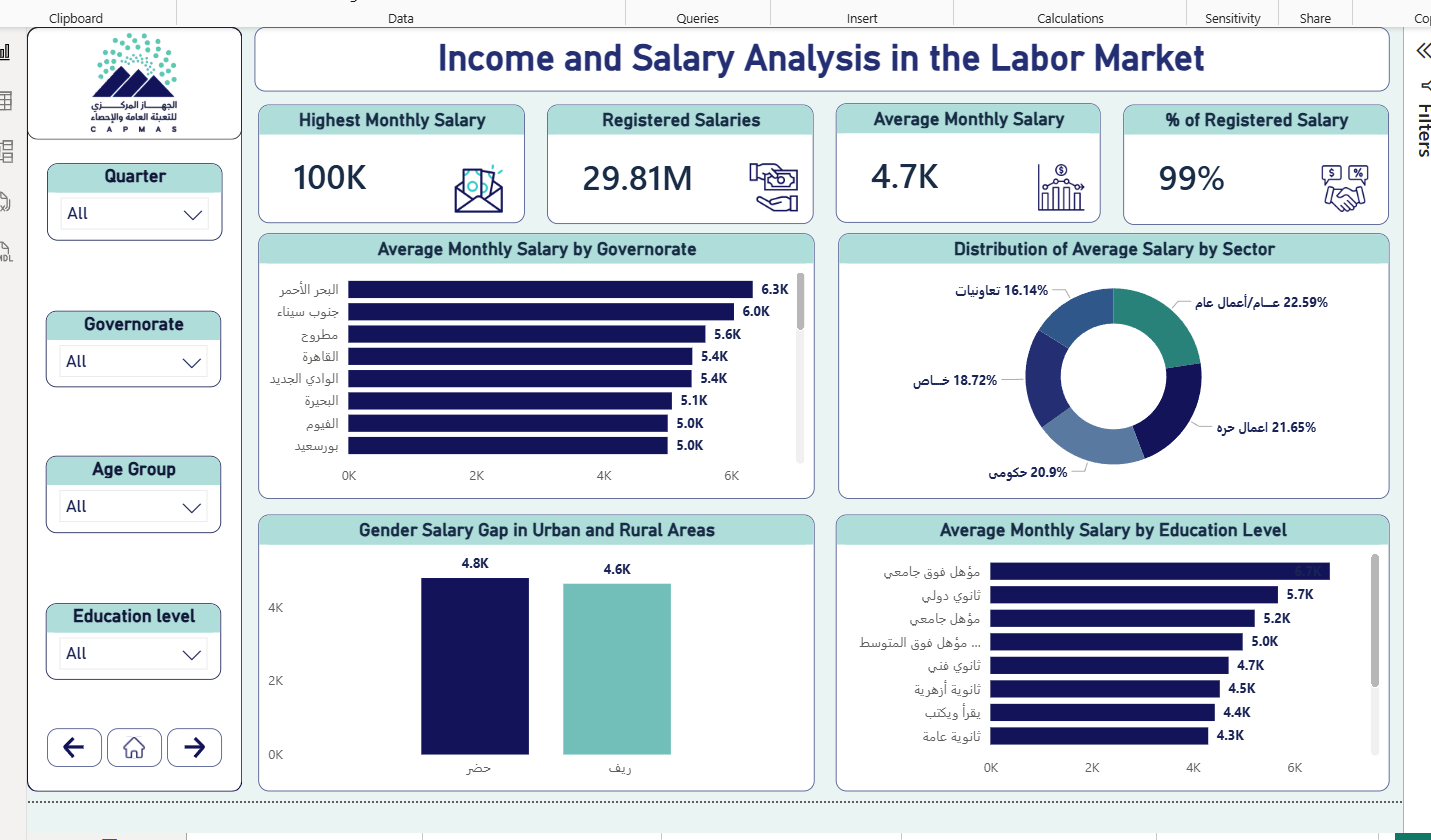 Clipboard
Data
Queries
Insert
Calculations
Sensitivity
Share
الجهاز المركزي
للتعبئة العامة والإحصاء
CAPMAS
Income and Salary Analysis in the Labor Market
Filters
Highest Monthly Salary
100K
Registered Salaries
29.81M
Average Monthly Salary
4.7K
% of Registered Salary
99%
Quarter
All
Governorate
All
Age Group
All
Education level
All
Average Monthly Salary by Governorate
البحر الأحمر 6.3K
جنوب سيناء 6.0K
مطروح 5.6K
القاهرة 5.4K
الوادي الجديد 5.4K
البحيرة 5.1K
الفيوم 5.0K
بورسعيد 5.0K
0K 2K 4K 6K
Distribution of Average Salary by Sector
تعاونيات 16.14%
عـــام/أعمال عام 22.59%
خـــاص 18.72%
اعمال حره 21.65%
حكومى 20.9%
Gender Salary Gap in Urban and Rural Areas
4.8K
4.6K
4K
2K
0K
حضر
ريف
Average Monthly Salary by Education Level
مؤهل فوق جامعي 6.7K
ثانوي دولي 5.7K
مؤهل جامعي 5.2K
مؤهل فوق المتوسط ... 5.0K
ثانوي فني 4.7K
ثانوية أزهرية 4.5K
يقرأ ويكتب 4.4K
ثانوية عامة 4.3K
0K 2K 4K 6K